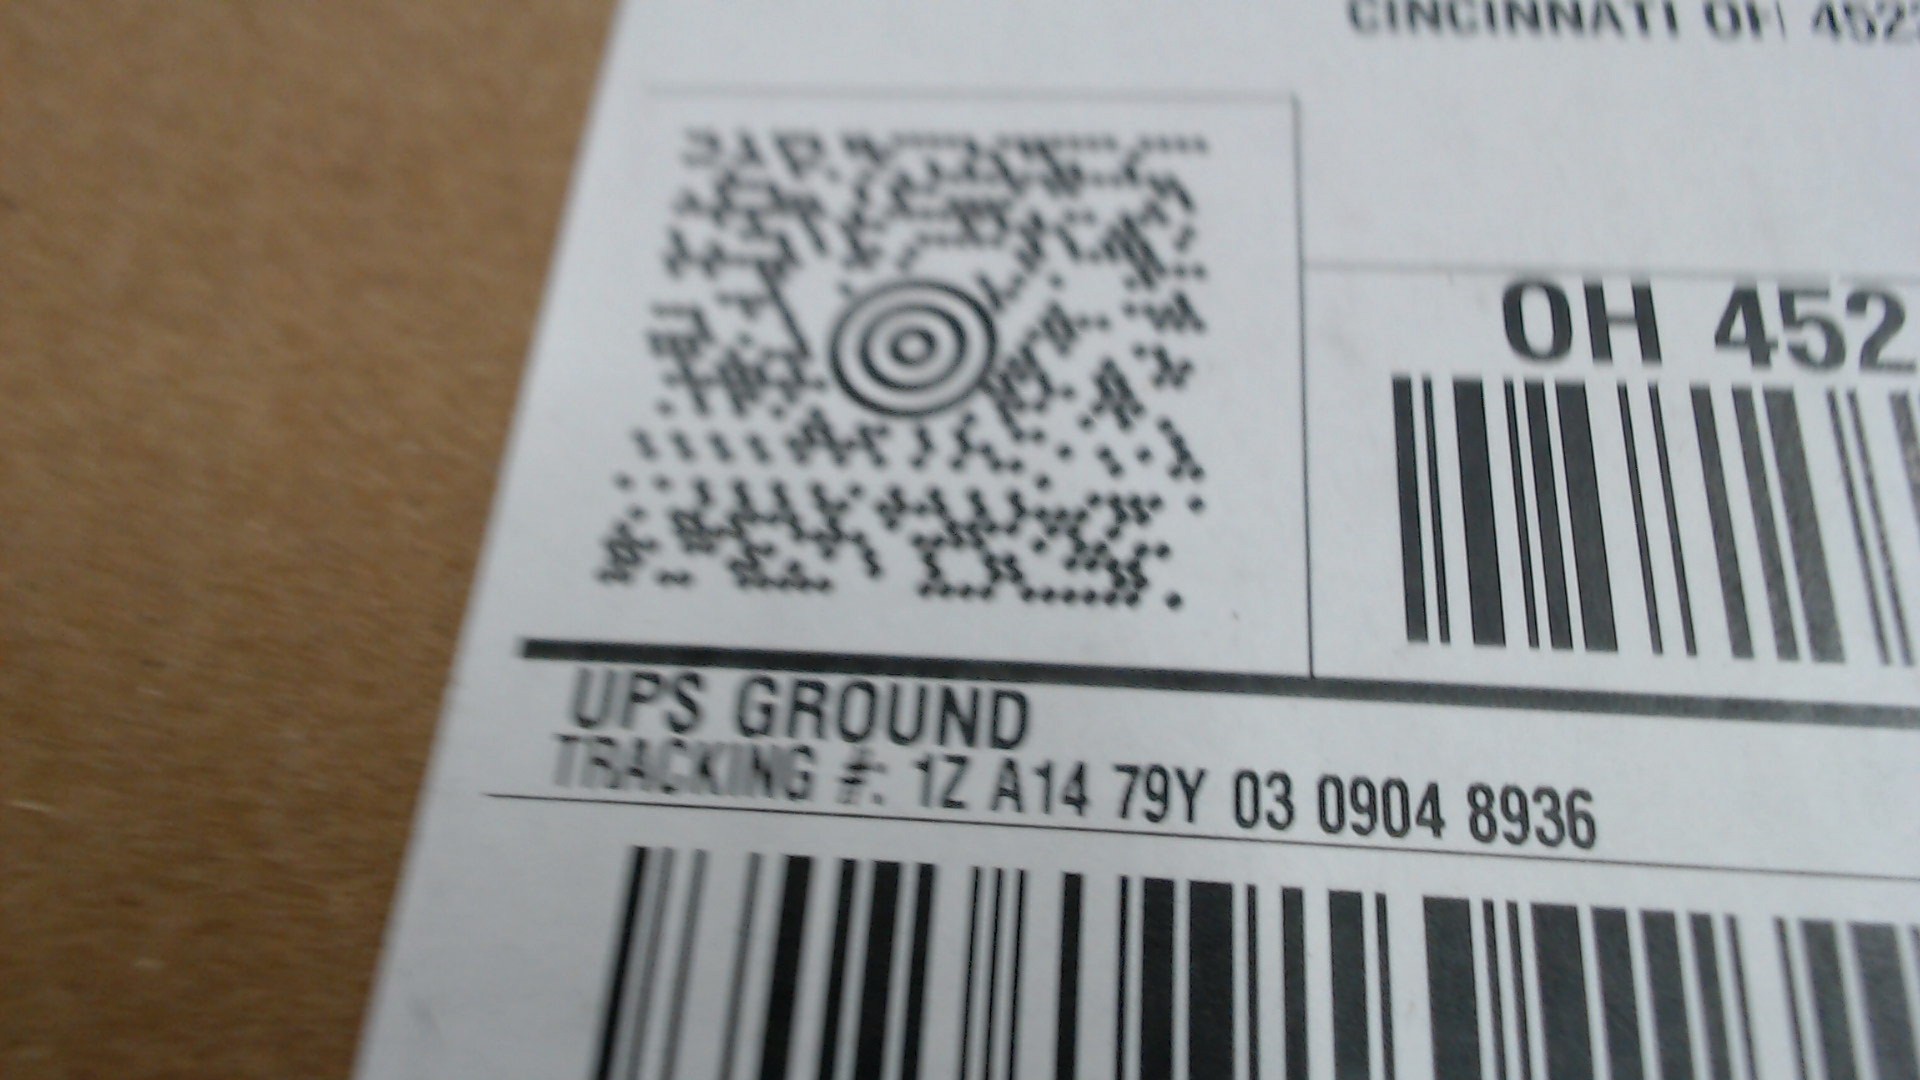 CINCINNATI OH 452
OH 452
UPS GROUND
TRACKING #: 1Z A14 79Y 03 0904 8936